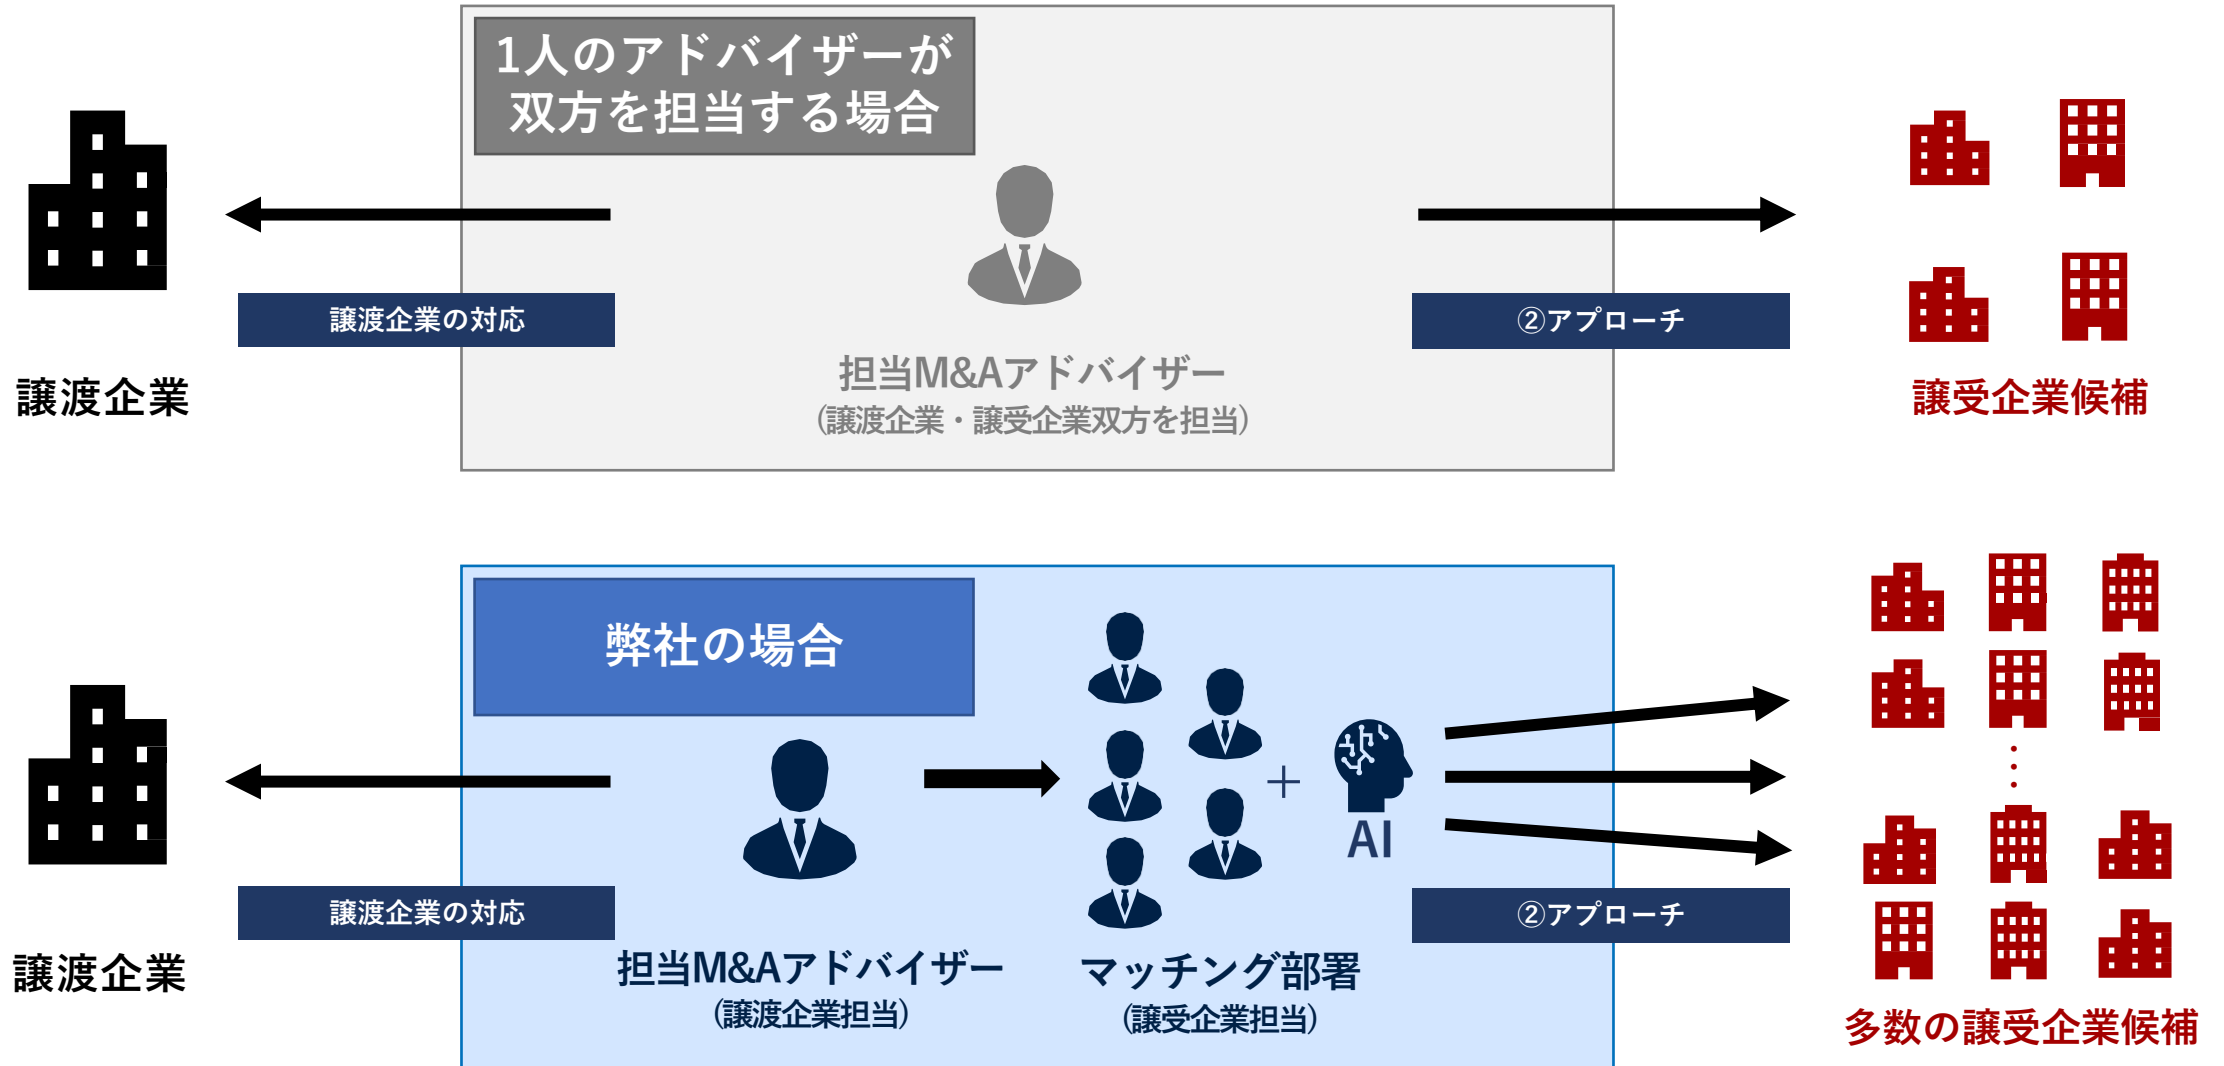 1人のアドバイザーが
双方を担当する場合
譲渡企業の対応
②アプローチ
担当M&Aアドバイザー
(譲渡企業・譲受企業双方を担当)
譲渡企業
譲受企業候補
弊社の場合
+
AI
譲渡企業の対応
②アプローチ
担当M&Aアドバイザー
(譲渡企業担当)
マッチング部署
(譲受企業担当)
譲渡企業
多数の譲受企業候補